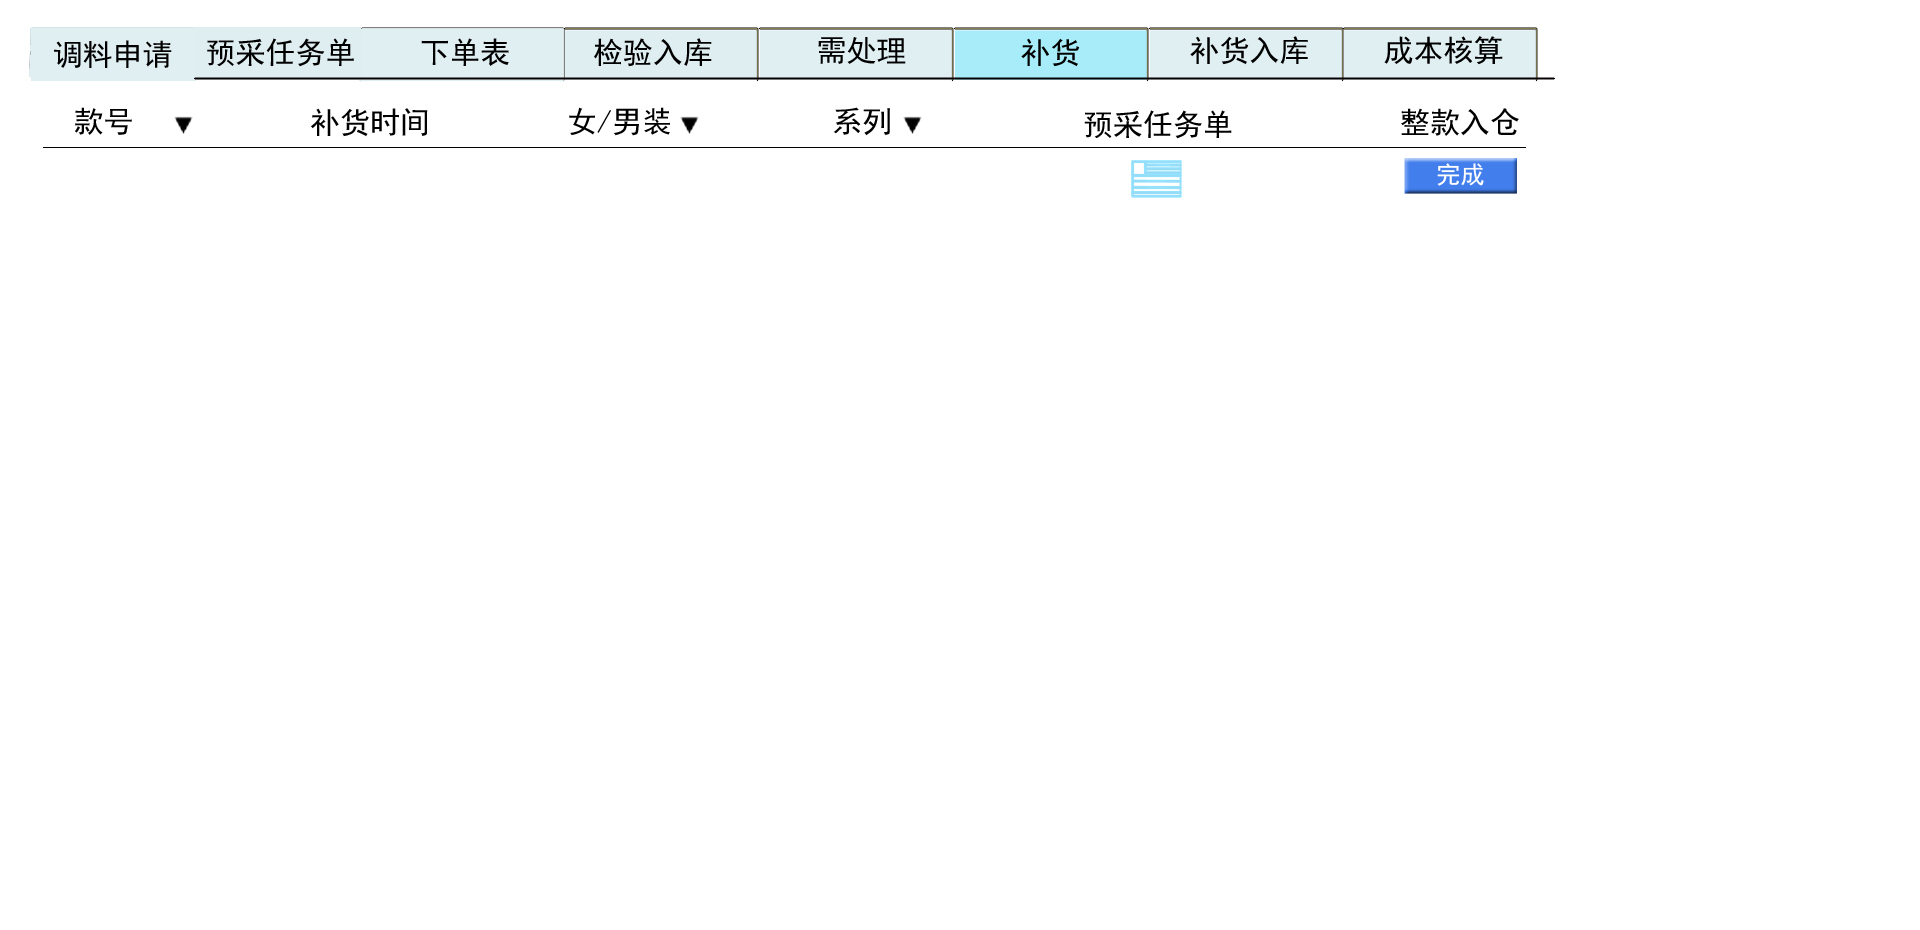 调料申请 预采任务单 下单表 检验入库 需处理 补货 补货入库 成本核算
款号 ▼ 补货时间 女/男装 ▼ 系列 ▼ 预采任务单 整款入仓
完成